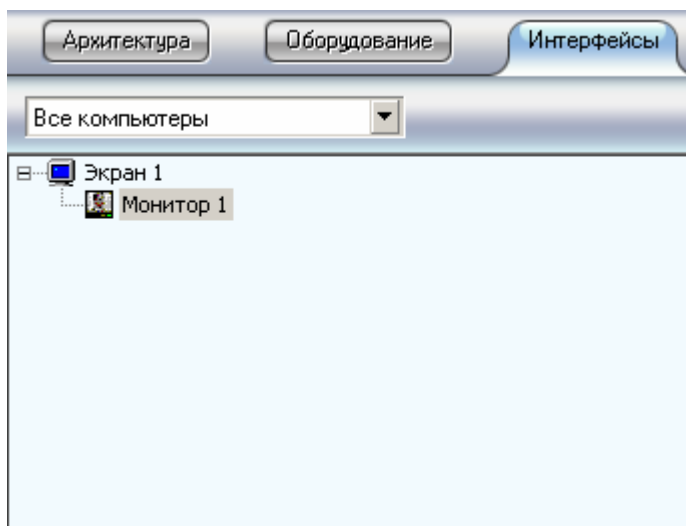 Архитектура Оборудование Интерфейсы
Все компьютеры
Экран 1
Монитор 1